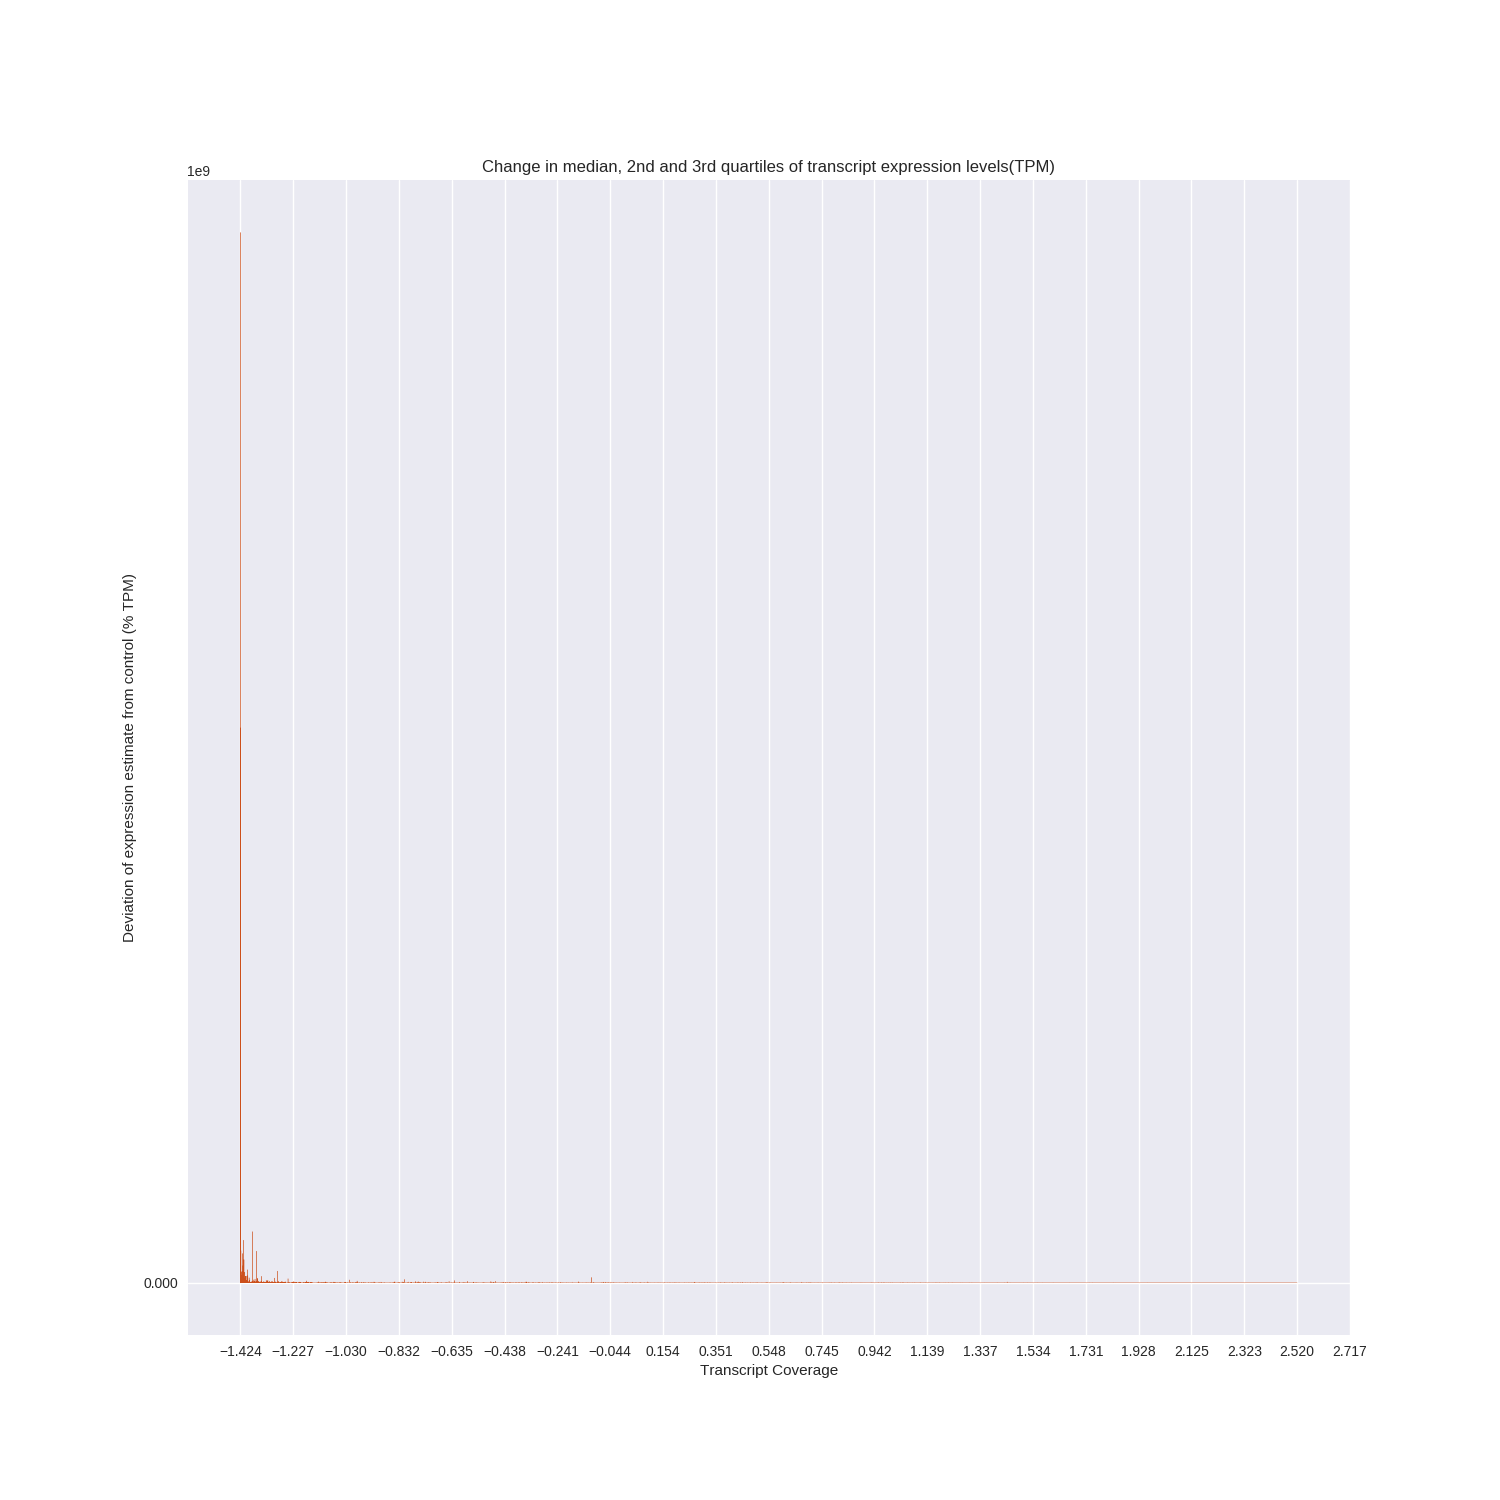 Change in median, 2nd and 3rd quartiles of transcript expression levels(TPM)
1e9
Deviation of expression estimate from control (% TPM)
0.000
−1.424 −1.227 −1.030 −0.832 −0.635 −0.438 −0.241 −0.044 0.154 0.351 0.548 0.745 0.942 1.139 1.337 1.534 1.731 1.928 2.125 2.323 2.520 2.717
Transcript Coverage